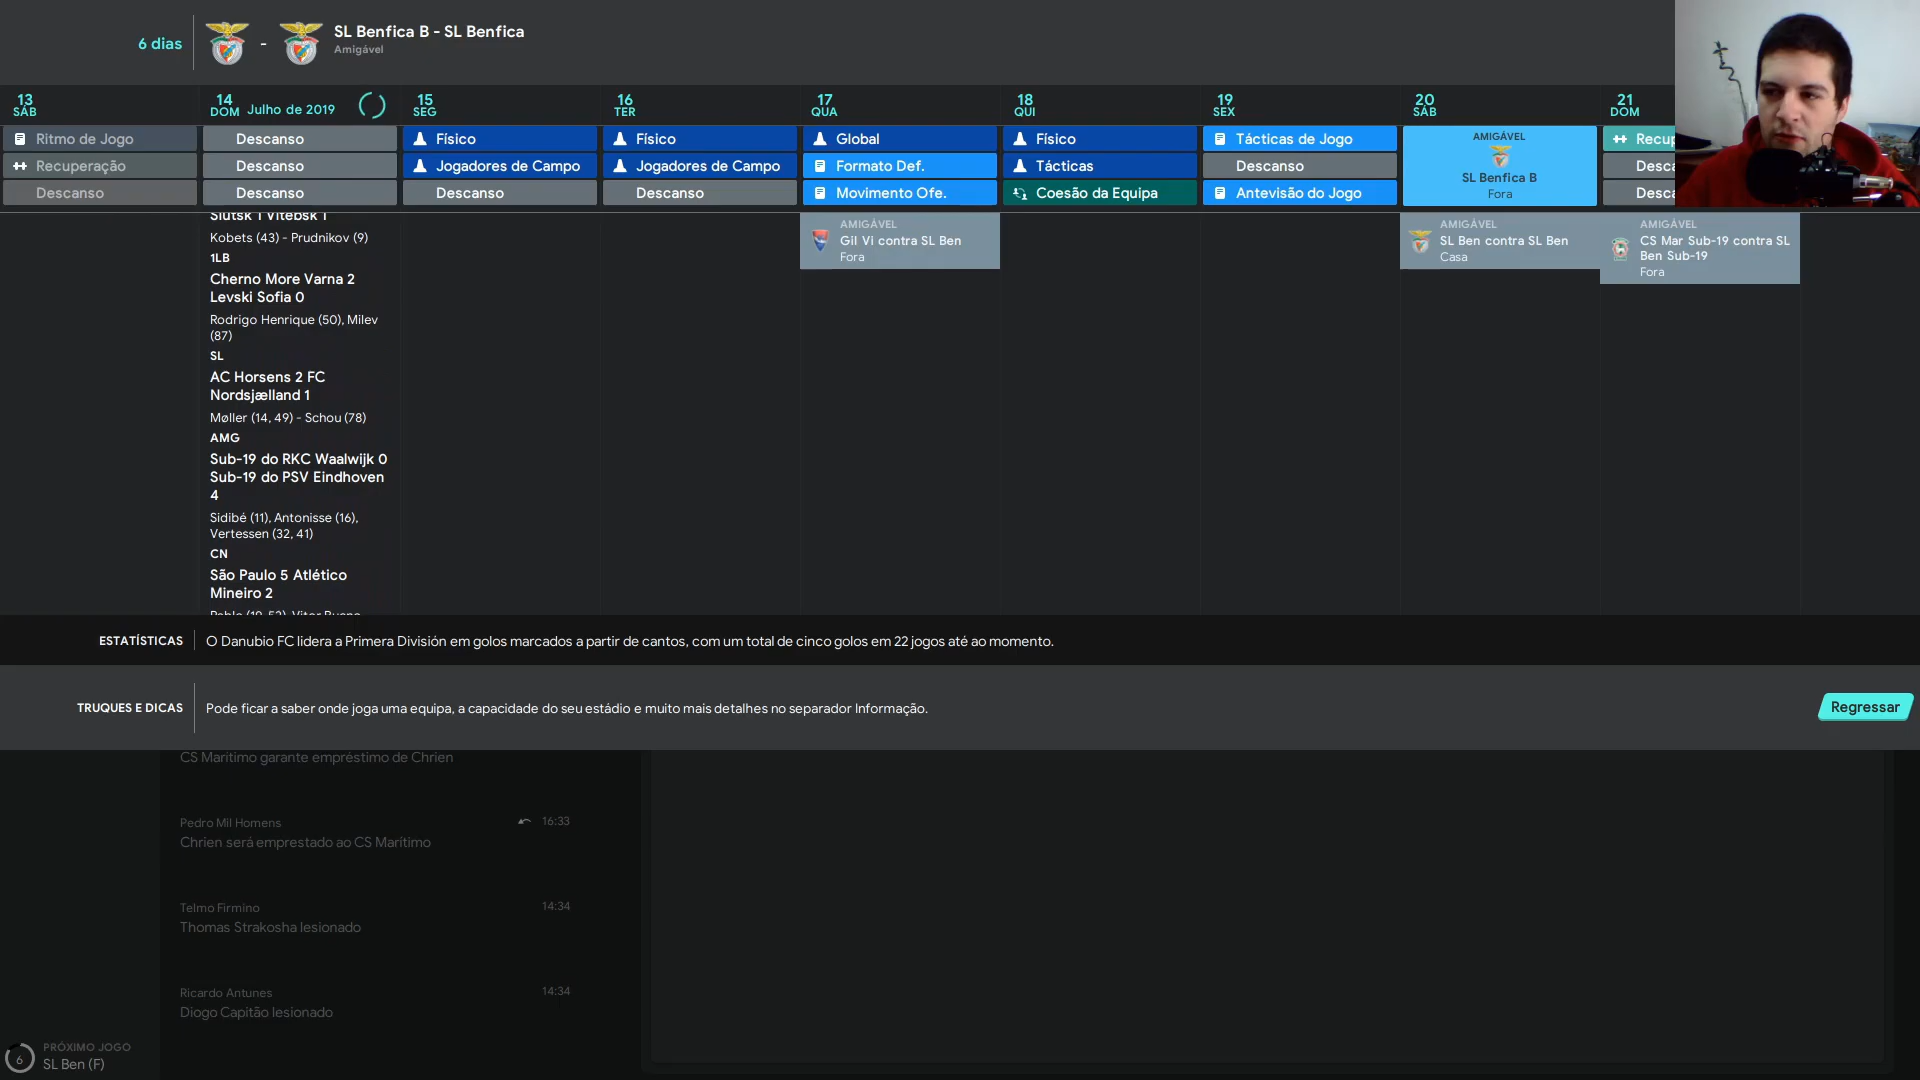 6 dias
-
SL Benfica B - SL Benfica
Amigável
13
SÁB
14
DOM Julho de 2019
15
SEG
16
TER
17
QUA
18
QUI
19
SEX
20
SÁB
21
DOM
Ritmo de Jogo
Recuperação
Descanso
Descanso
Descanso
Descanso
Físico
Jogadores de Campo
Descanso
Físico
Jogadores de Campo
Descanso
Global
Formato Def.
Movimento Ofe.
Físico
Tácticas
Coesão da Equipa
Tácticas de Jogo
Descanso
Antevisão do Jogo
AMIGÁVEL
SL Benfica B
Fora
Recup
Desca
Desca
Slutsk 1 Vitebsk 1
Kobets (43) - Prudnikov (9)
1LB
Cherno More Varna 2
Levski Sofia 0
Rodrigo Henrique (50), Milev
(87)
SL
AC Horsens 2 FC
Nordsjælland 1
Møller (14, 49) - Schou (78)
AMG
Sub-19 do RKC Waalwijk 0
Sub-19 do PSV Eindhoven
4
Sidibé (11), Antonisse (16),
Vertessen (32, 41)
CN
São Paulo 5 Atlético
Mineiro 2
AMIGÁVEL
Gil Vi contra SL Ben
Fora
AMIGÁVEL
SL Ben contra SL Ben
Casa
AMIGÁVEL
CS Mar Sub-19 contra SL
Ben Sub-19
Fora
ESTATÍSTICAS
O Danubio FC lidera a Primera División em golos marcados a partir de cantos, com um total de cinco golos em 22 jogos até ao momento.
TRUQUES E DICAS
Pode ficar a saber onde joga uma equipa, a capacidade do seu estádio e muito mais detalhes no separador Informação.
Regressar
CS Marítimo garante empréstimo de Chrien
Pedro Mil Homens
16:33
Chrien será emprestado ao CS Marítimo
Telmo Firmino
14:34
Thomas Strakosha lesionado
Ricardo Antunes
14:34
Diogo Capitão lesionado
6
PRÓXIMO JOGO
SL Ben (F)